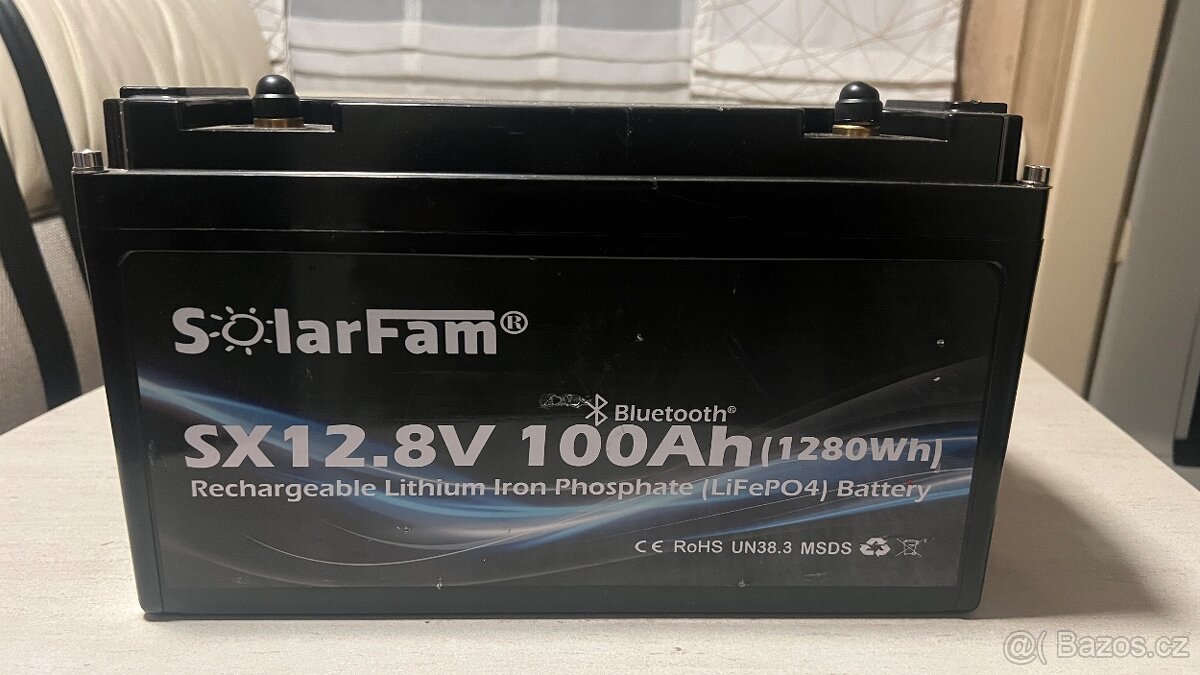 SolarFam®
Bluetooth®
SX12.8V 100Ah (1280Wh)
Rechargeable Lithium Iron Phosphate (LiFePO4) Battery
CE RoHS UN38.3 MSDS
@( Bazos.cz